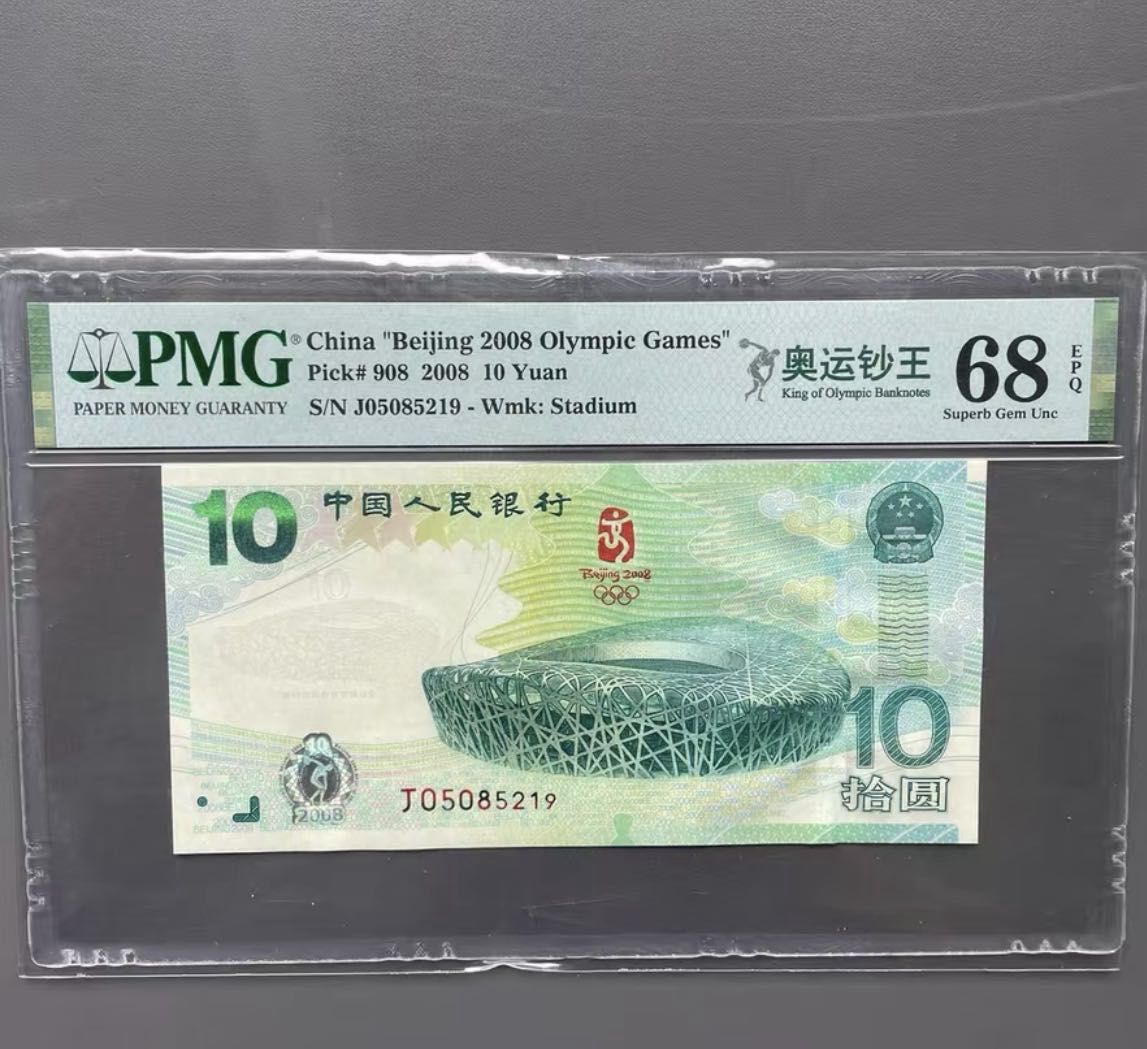 PMG®
PAPER MONEY GUARANTY
China "Beijing 2008 Olympic Games"
Pick# 908 2008 10 Yuan
S/N J05085219 - Wmk: Stadium
奥运钞王
King of Olympic Banknotes
68
Superb Gem Unc
EPQ
10
中国人民银行
Beijing 2008
10
10
拾圆
10
2008
J05085219